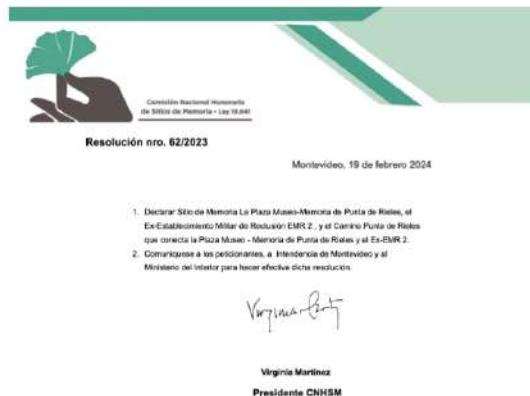 Comisión Nacional Honoraria
de Sitios de Memoria - Ley 19.641
Resolución nro. 62/2023
Montevideo, 19 de febrero 2024
1. Declarar Sitio de Memoria La Plaza Museo-Memoria de Punta de Rieles, el
Ex-Establecimiento Militar de Reclusión EMR 2 , y el Camino Punta de Rieles
que conecta la Plaza Museo - Memoria de Punta de Rieles y el Ex-EMR 2.
2. Comuníquese a los peticionantes, a Intendencia de Montevideo y al
Ministerio del Interior para hacer efectiva dicha resolución.
Virginia Martínez
Presidente CNHSM